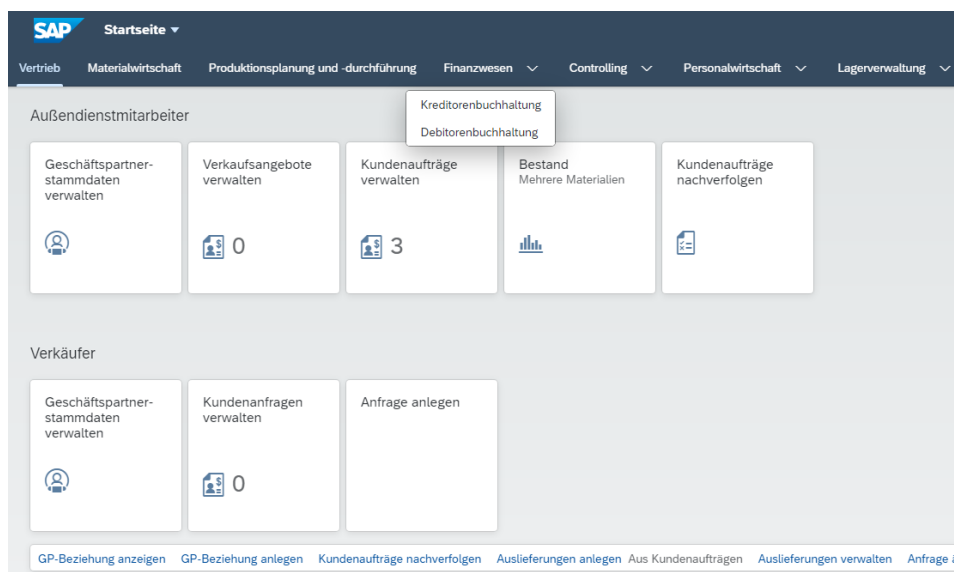 SAP Startseite
Vertrieb Materialwirtschaft Produktionsplanung und -durchführung Finanzwesen Controlling Personalwirtschaft Lagerverwaltung
Kreditorenbuchhaltung
Debitorenbuchhaltung
Außendienstmitarbeiter
Geschäftspartner-
stammdaten
verwalten
Verkaufsangebote
verwalten
0
Kundenaufträge
verwalten
3
Bestand
Mehrere Materialien
Kundenaufträge
nachverfolgen
Verkäufer
Geschäftspartner-
stammdaten
verwalten
Kundenanfragen
verwalten
0
Anfrage anlegen
GP-Beziehung anzeigen GP-Beziehung anlegen Kundenaufträge nachverfolgen Auslieferungen anlegen Aus Kundenaufträgen Auslieferungen verwalten Anfrage